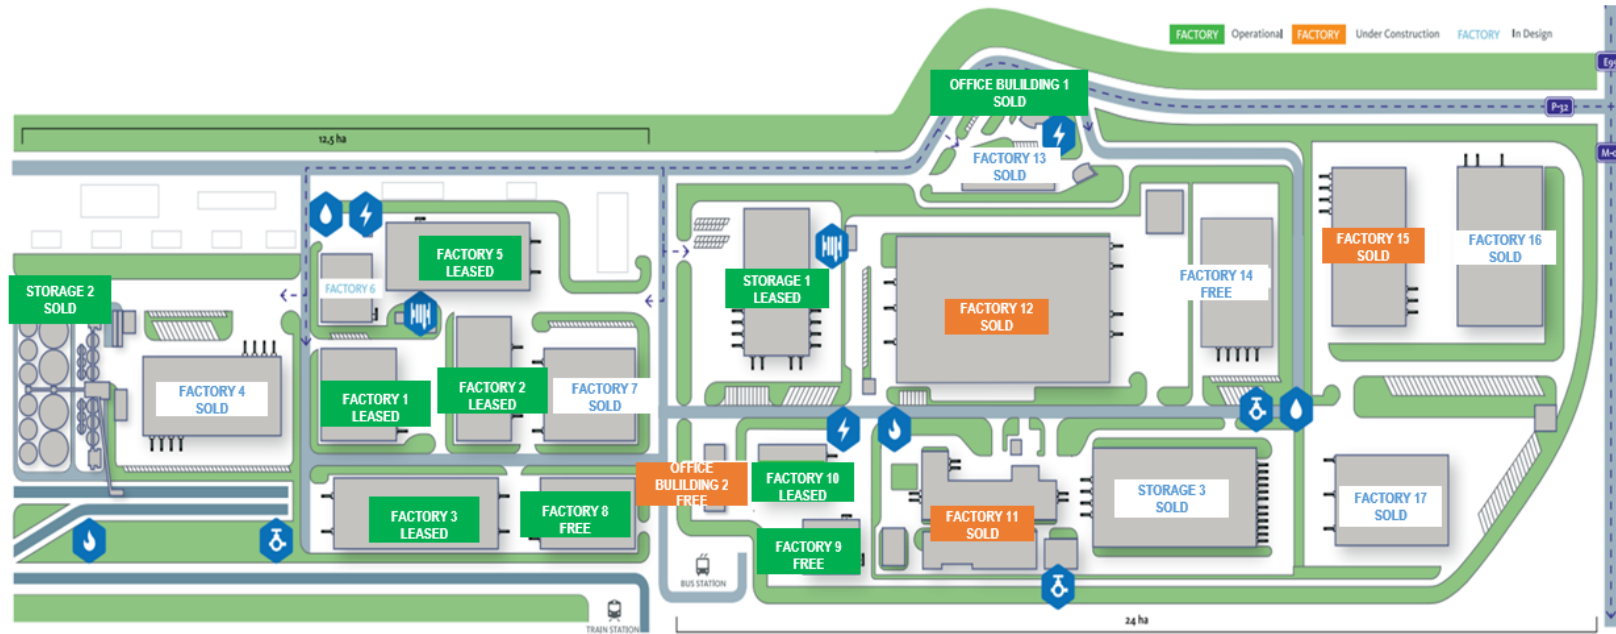 FACTORY Operational FACTORY Under Construction FACTORY In Design
OFFICE BULILDING 1
SOLD
P-32
12,5 ha
FACTORY 13
SOLD
FACTORY 5
LEASED
STORAGE 2
SOLD
FACTORY 6
STORAGE 1
LEASED
FACTORY 12
SOLD
FACTORY 14
FREE
FACTORY 15
SOLD
FACTORY 16
SOLD
FACTORY 4
SOLD
FACTORY 1
LEASED
FACTORY 2
LEASED
FACTORY 7
SOLD
OFFICE
BULILDING 2
FREE
FACTORY 10
LEASED
FACTORY 3
LEASED
FACTORY 8
FREE
FACTORY 9
FREE
FACTORY 11
SOLD
STORAGE 3
SOLD
FACTORY 17
SOLD
BUS STATION
TRAIN STATION
24 ha